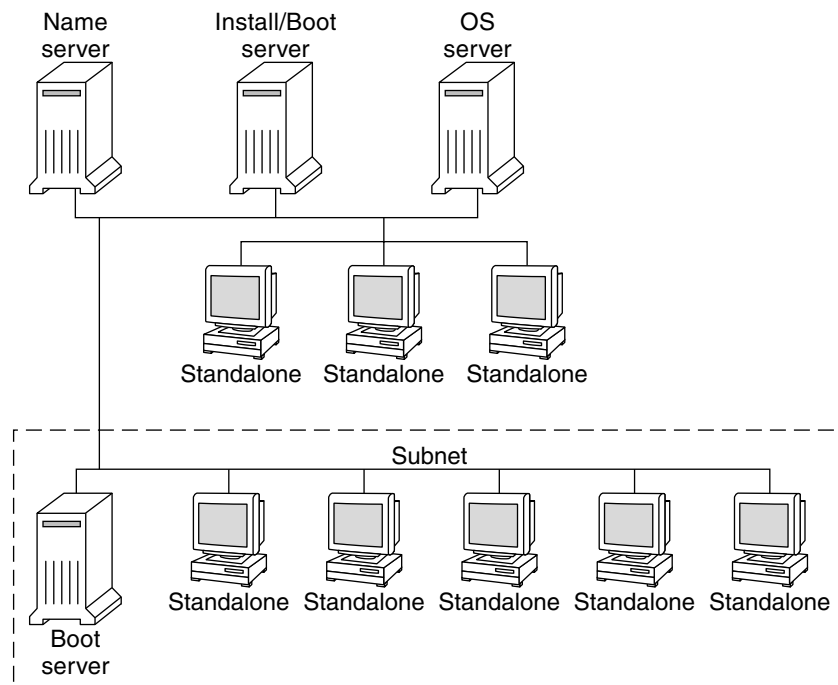 Name
server
Install/Boot
server
OS
server
Standalone
Standalone
Standalone
Subnet
Standalone
Standalone
Standalone
Standalone
Standalone
Boot
server